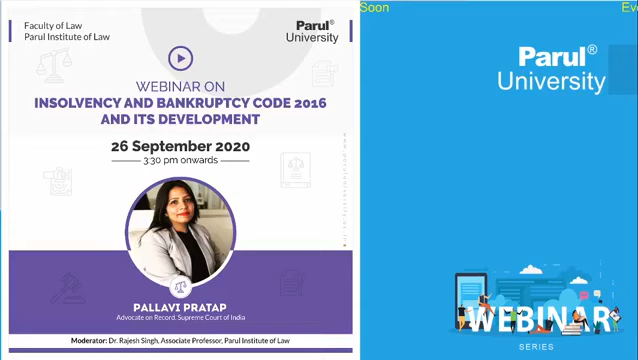 Faculty of Law
Parul Institute of Law
Parul®
University
WEBINAR ON
INSOLVENCY AND BANKRUPTCY CODE 2016
AND ITS DEVELOPMENT
26 September 2020
3:30 pm onwards
PALLAVI PRATAP
Advocate on Record, Supreme Court of India
Moderator: Dr. Rajesh Singh, Associate Professor, Parul Institute of Law
Soon
Eve
Parul®
University
WEBINAR
SERIES